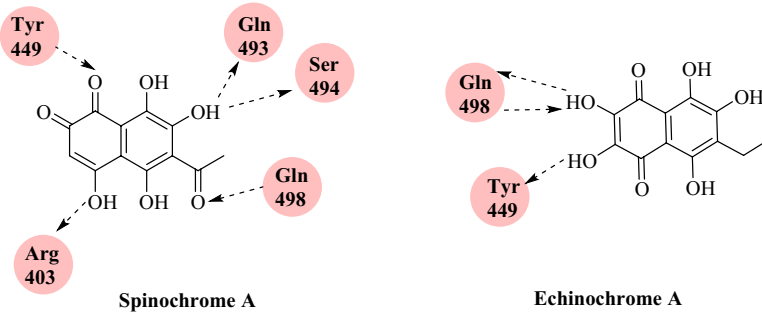 Tyr
449
Gln
493
Ser
494
Gln
498
Arg
403
O
O
OH
OH
OH
OH
O
Spinochrome A
Gln
498
Tyr
449
O
OH
HO
OH
HO
O
OH
Echinochrome A